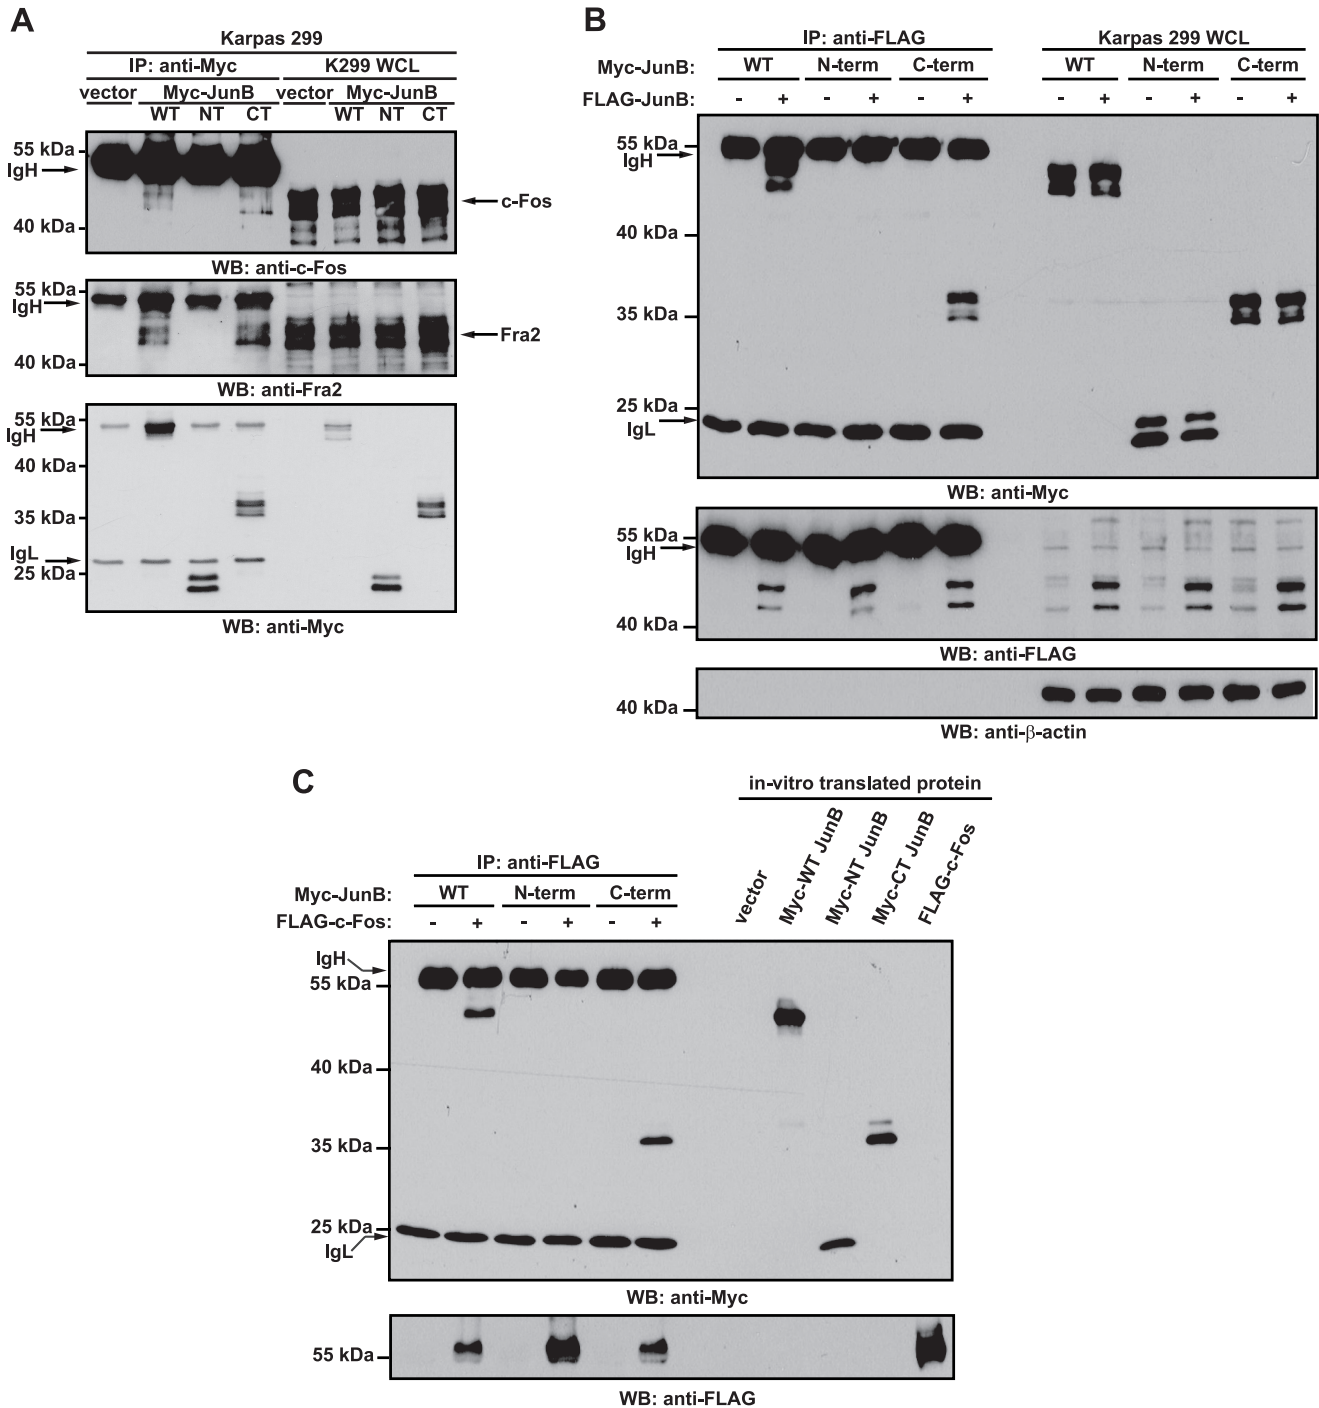 A
Karpas 299
IP: anti-Myc K299 WCL
vector Myc-JunB vector Myc-JunB
WT NT CT WT NT CT
55 kDa
IgH
c-Fos
40 kDa
WB: anti-c-Fos
55 kDa
IgH
Fra2
40 kDa
WB: anti-Fra2
55 kDa
IgH
40 kDa
35 kDa
IgL
25 kDa
WB: anti-Myc
B
IP: anti-FLAG Karpas 299 WCL
Myc-JunB: WT N-term C-term WT N-term C-term
FLAG-JunB: - + - + - + - + - + - +
55 kDa
IgH
40 kDa
35 kDa
25 kDa
IgL
WB: anti-Myc
55 kDa
IgH
40 kDa
WB: anti-FLAG
40 kDa
WB: anti-β-actin
C
in-vitro translated protein
vector
Myc-WT JunB
Myc-NT JunB
Myc-CT JunB
FLAG-c-Fos
IP: anti-FLAG
Myc-JunB: WT N-term C-term
FLAG-c-Fos: - + - + - +
IgH
55 kDa
40 kDa
35 kDa
25 kDa
IgL
WB: anti-Myc
55 kDa
WB: anti-FLAG